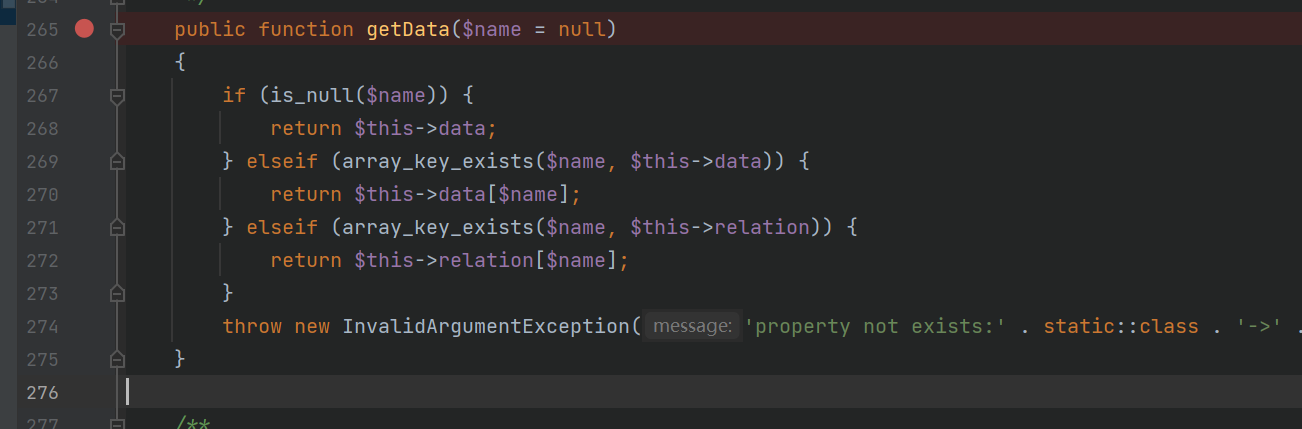 265 public function getData($name = null)
266 {
267 if (is_null($name)) {
268 return $this->data;
269 } elseif (array_key_exists($name, $this->data)) {
270 return $this->data[$name];
271 } elseif (array_key_exists($name, $this->relation)) {
272 return $this->relation[$name];
273 }
274 throw new InvalidArgumentException( message: 'property not exists:' . static::class . '->' .
275 }
276
277 /**